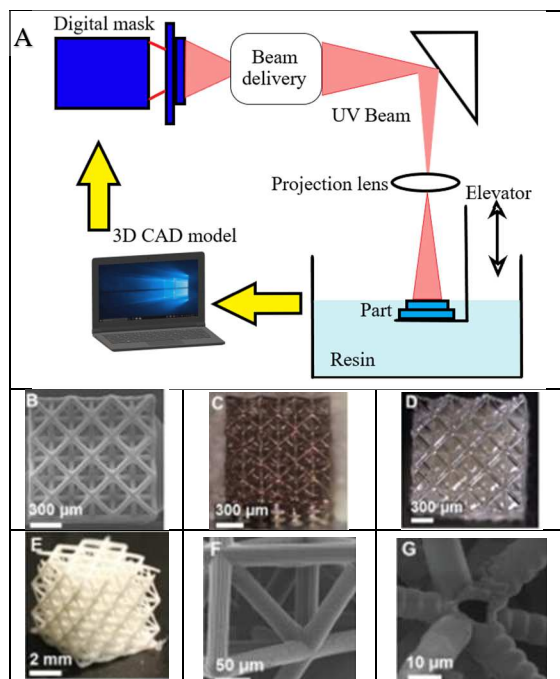 A
Digital mask
Beam
delivery
UV Beam
Projection lens
Elevator
3D CAD model
Part
Resin
B
300 µm
C
300 µm
D
300 µm
E
2 mm
F
50 µm
G
10 µm